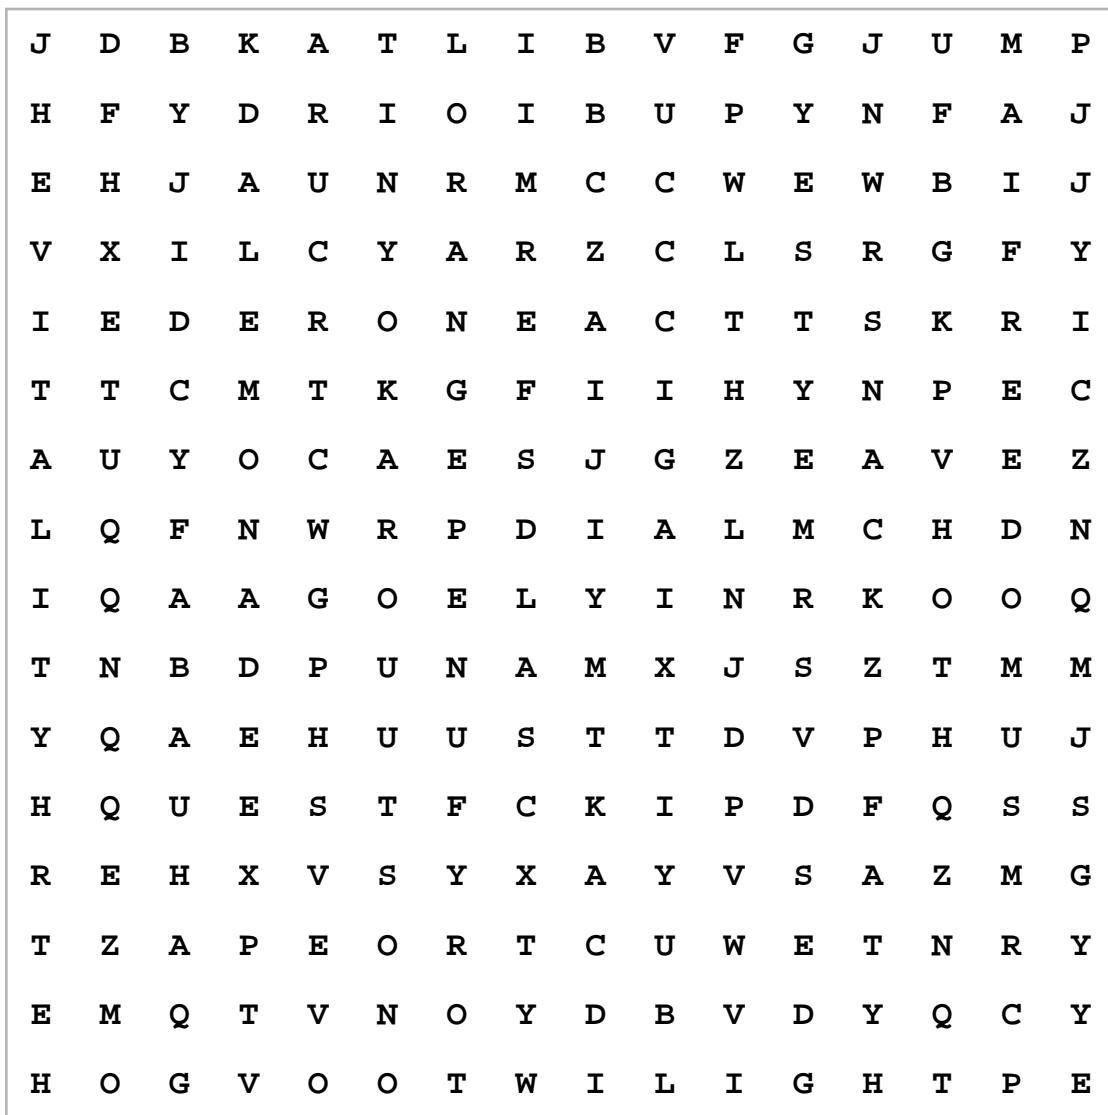 J D B K A T L I B V F G J U M P
H F Y D R I O I B U P Y N F A J
E H J A U N R M C C W E W B I J
V X I L C Y A R Z C L S R G F Y
I E D E R O N E A C T T S K R I
T T C M T K G F I I H Y N P E C
A U Y O C A E S J G Z E A V E Z
L Q F N W R P D I A L M C H D N
I Q A A G O E L Y I N R K O O Q
T N B D P U N A M X J S Z T M M
Y Q A E H U U S T T D V P H U J
H Q U E S T F C K I P D F Q S S
R E H X V S Y X A Y V S A Z M G
T Z A P E O R T C U W E T N R Y
E M Q T V N O Y D B V D Y Q C Y
H O G V O O T W I L I G H T P E